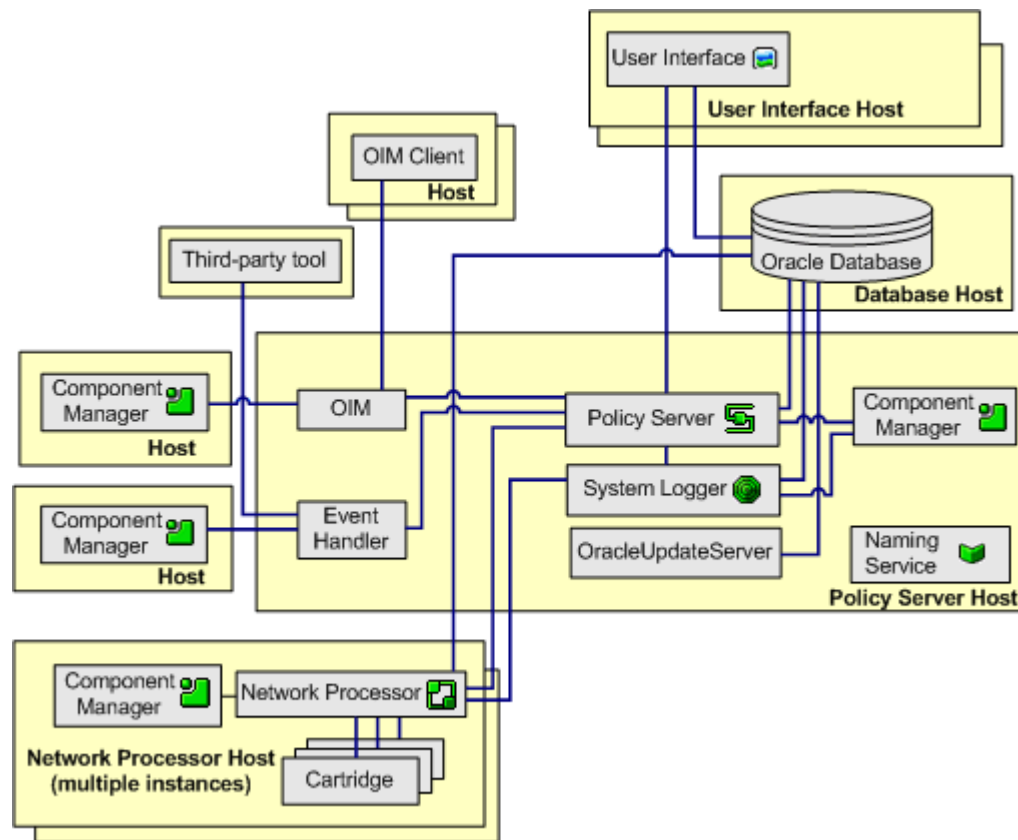 User Interface
User Interface Host
OIM Client
Host
Third-party tool
Oracle Database
Database Host
Component
Manager
Host
OIM
Policy Server
Component
Manager
System Logger
Component
Manager
Host
Event
Handler
OracleUpdateServer
Naming
Service
Policy Server Host
Component
Manager
Network Processor
Network Processor Host
(multiple instances)
Cartridge